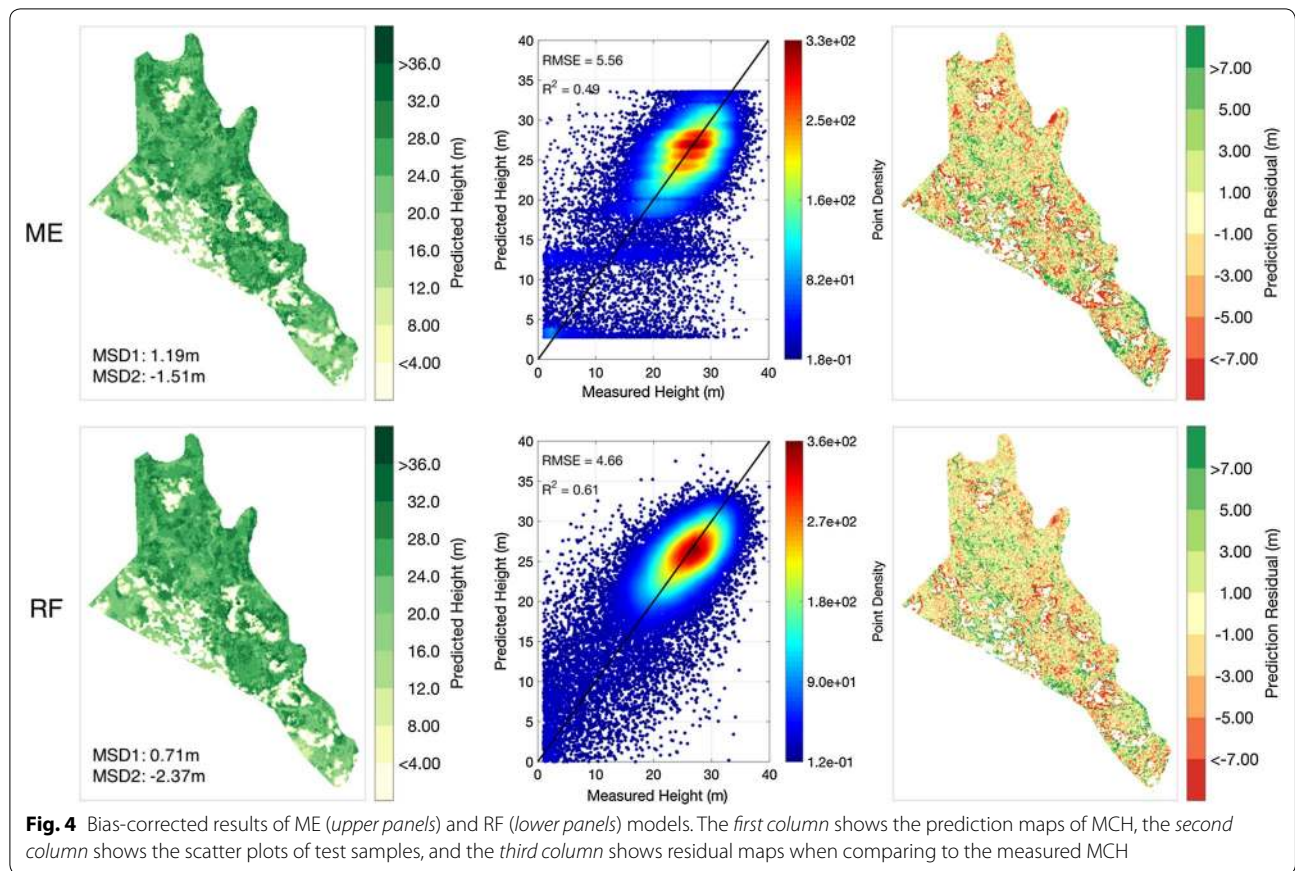 ME
MSD1: 1.19m
MSD2: -1.51m
>36.0
32.0
28.0
24.0
20.0
16.0
12.0
8.00
<4.00
Predicted Height (m)
RMSE = 5.56
R² = 0.49
40
35
30
25
20
15
10
5
0
Predicted Height (m)
0 10 20 30 40
Measured Height (m)
3.3e+02
2.5e+02
1.6e+02
8.2e+01
1.8e-01
Point Density
>7.00
5.00
3.00
1.00
-1.00
-3.00
-5.00
<-7.00
Prediction Residual (m)
RF
MSD1: 0.71m
MSD2: -2.37m
>36.0
32.0
28.0
24.0
20.0
16.0
12.0
8.00
<4.00
Predicted Height (m)
RMSE = 4.66
R² = 0.61
40
35
30
25
20
15
10
5
0
Predicted Height (m)
0 10 20 30 40
Measured Height (m)
3.6e+02
2.7e+02
1.8e+02
9.0e+01
1.2e-01
Point Density
>7.00
5.00
3.00
1.00
-1.00
-3.00
-5.00
<-7.00
Prediction Residual (m)
Fig. 4 Bias-corrected results of ME (upper panels) and RF (lower panels) models. The first column shows the prediction maps of MCH, the second
column shows the scatter plots of test samples, and the third column shows residual maps when comparing to the measured MCH